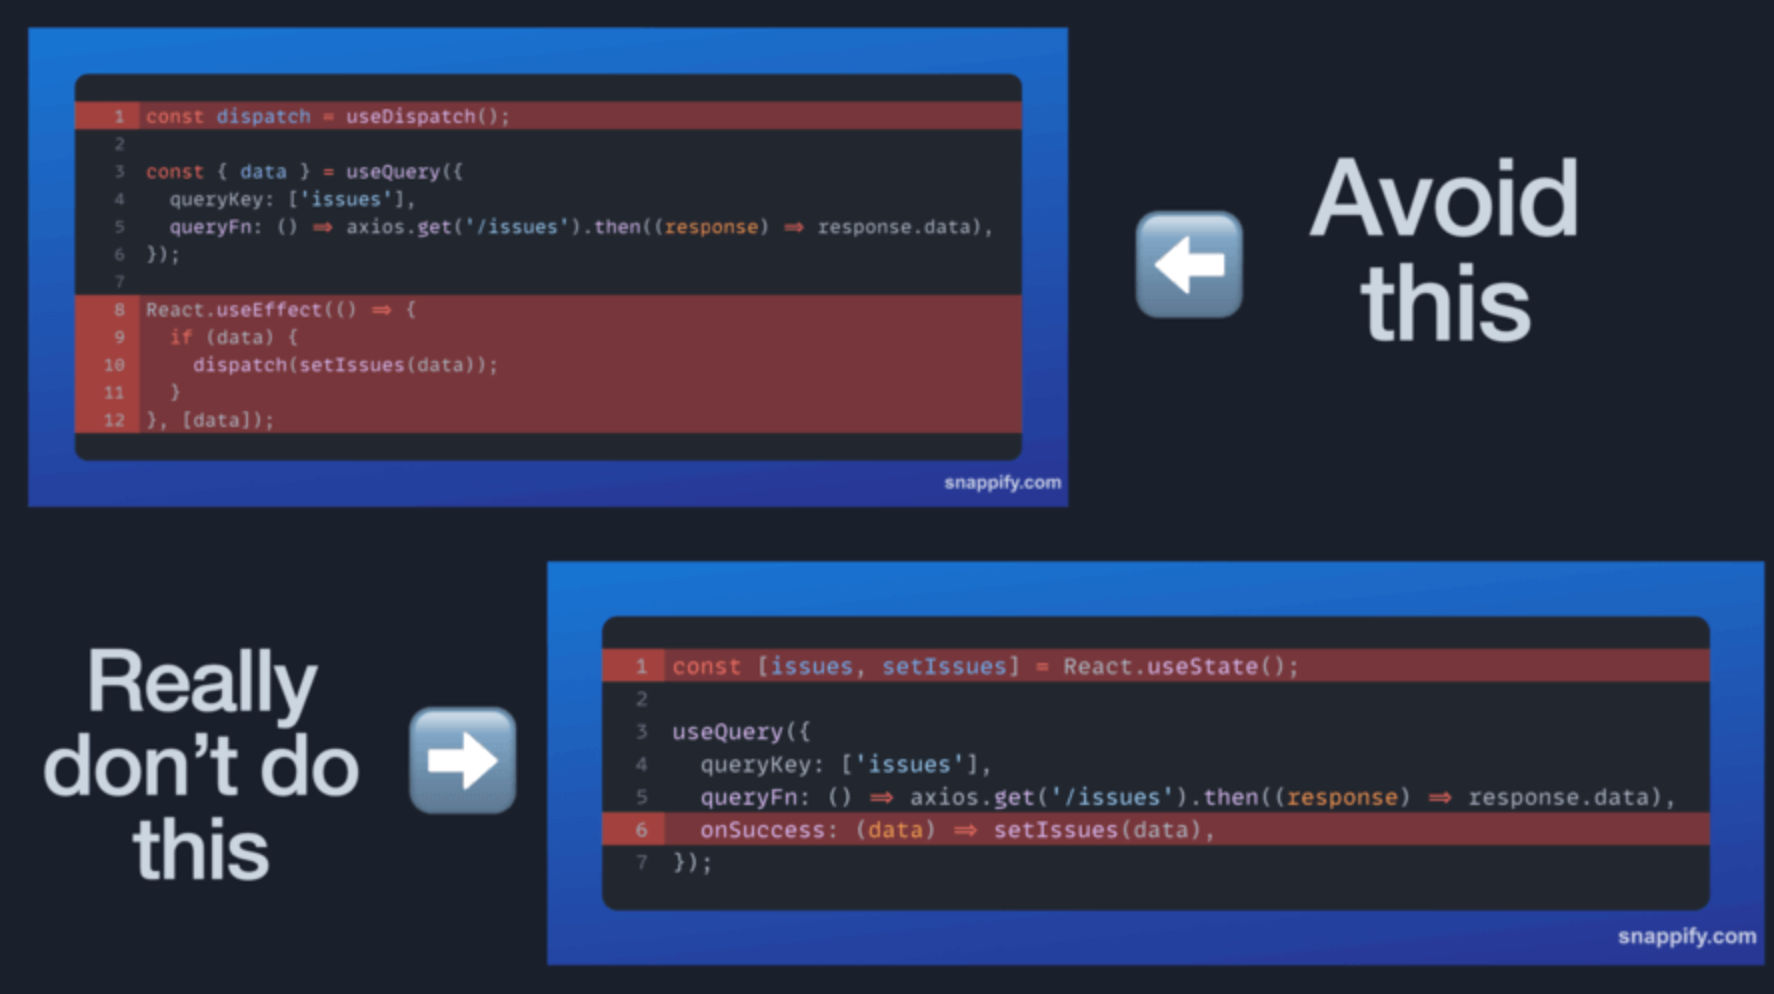 1 const dispatch = useDispatch();
2
3 const { data } = useQuery({
4   queryKey: ['issues'],
5   queryFn: () ⇒ axios.get('/issues').then((response) ⇒ response.data),
6 });
7
8 React.useEffect(() ⇒ {
9   if (data) {
10     dispatch(setIssues(data));
11   }
12 }, [data]);
snappify.com
Avoid
this
Really
don't do
this
1 const [issues, setIssues] = React.useState();
2
3 useQuery({
4   queryKey: ['issues'],
5   queryFn: () ⇒ axios.get('/issues').then((response) ⇒ response.data),
6   onSuccess: (data) ⇒ setIssues(data),
7 });
snappify.com